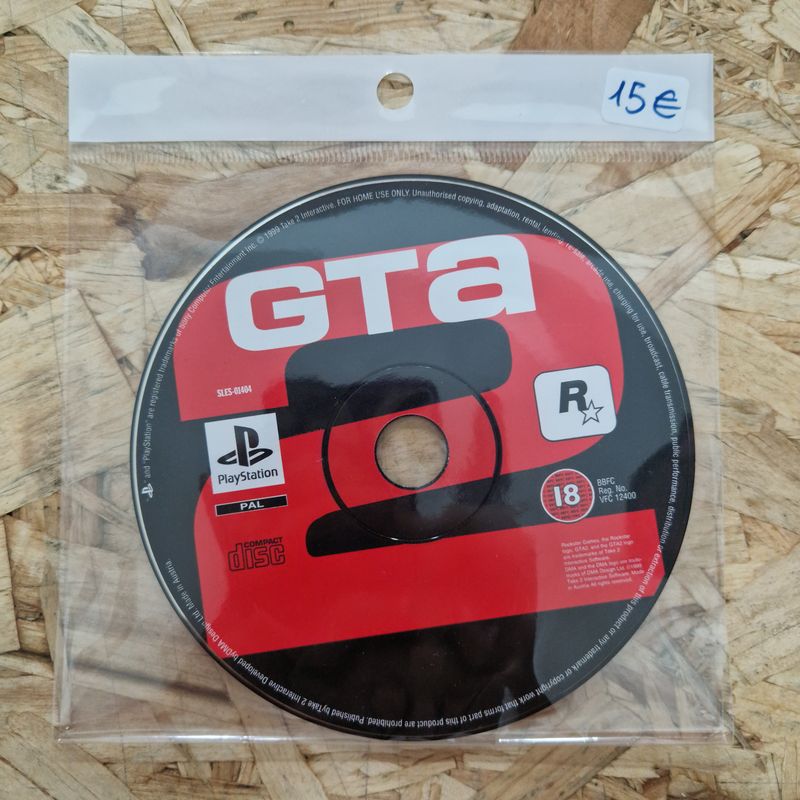 15€
GTA
2
SLES-01404
R
PlayStation
PAL
COMPACT
disc
18
BBFC
Reg. No.
VFC 12400
Rockstar Games, the Rockstar
logo, GTA2, and the GTA2 logo
are trademarks of Take 2
Interactive Software.
DMA and the DMA logo are trade-
marks of DMA Design Ltd. ©1999
Take 2 Interactive Software. Made
in Austria. All rights reserved.
"PS" and "PlayStation" are registered trademarks of Sony Computer Entertainment Inc. © 1999 Take 2 Interactive. FOR HOME USE ONLY. Unauthorised copying, adaptation, rental, lending, re-sale, arcade use, charging for use, broadcast, cable transmission, public performance, distribution or extraction of this product or any trademark or copyright work that forms part of this product are prohibited. Published by Take 2 Interactive Developed by DMA Design Ltd. Made in Austria.